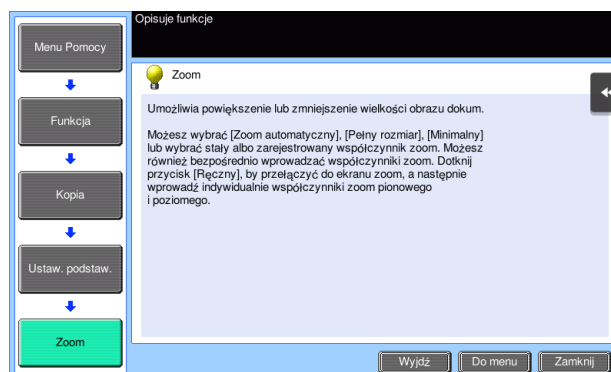 Opisuje funkcje
Menu Pomocy
Zoom
Umożliwia powiększenie lub zmniejszenie wielkości obrazu dokum.
Funkcja
Możesz wybrać [Zoom automatyczny], [Pełny rozmiar], [Minimalny]
lub wybrać stały albo zarejestrowany współczynnik zoom. Możesz
również bezpośrednio wprowadzać współczynniki zoom. Dotknij
przycisk [Ręczny], by przełączyć do ekranu zoom, a następnie
wprowadź indywidualnie współczynniki zoom pionowego
i poziomego.
Kopia
Ustaw. podstaw.
Zoom
Wyjdź
Do menu
Zamknij